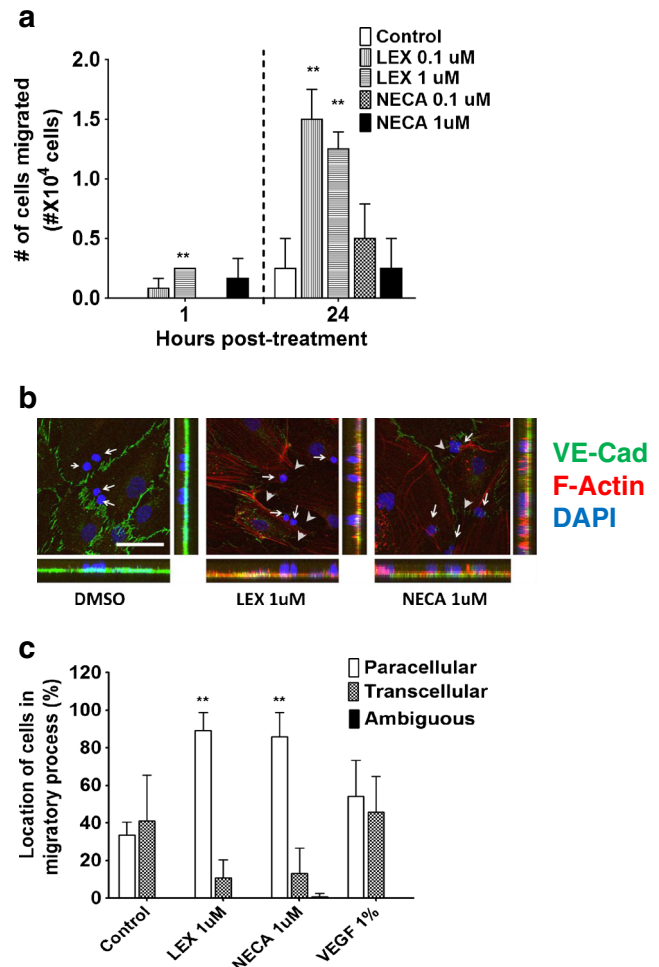 a
Control
LEX 0.1 uM
LEX 1 uM
NECA 0.1 uM
NECA 1uM
# of cells migrated
(#X10⁴ cells)
2.0
1.5
1.0
0.5
0.0
**
**
**
1
24
Hours post-treatment
b
VE-Cad
F-Actin
DAPI
DMSO
LEX 1uM
NECA 1uM
c
Paracellular
Transcellular
Ambiguous
Location of cells in
migratory process (%)
120
100
80
60
40
20
0
**
**
Control
LEX 1uM
NECA 1uM
VEGF 1%